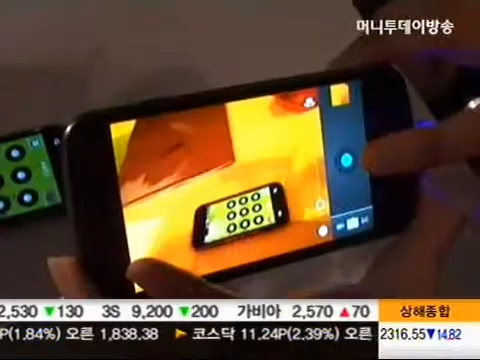 머니투데이방송
2,530 ▼130 3S 9,200 ▼200 가비아 2,570 ▲70 상해종합
P(1.84%) 오른 1,838.38 ▶ 코스닥 11.24P(2.39%) 오른 2316.55 ▼14.82